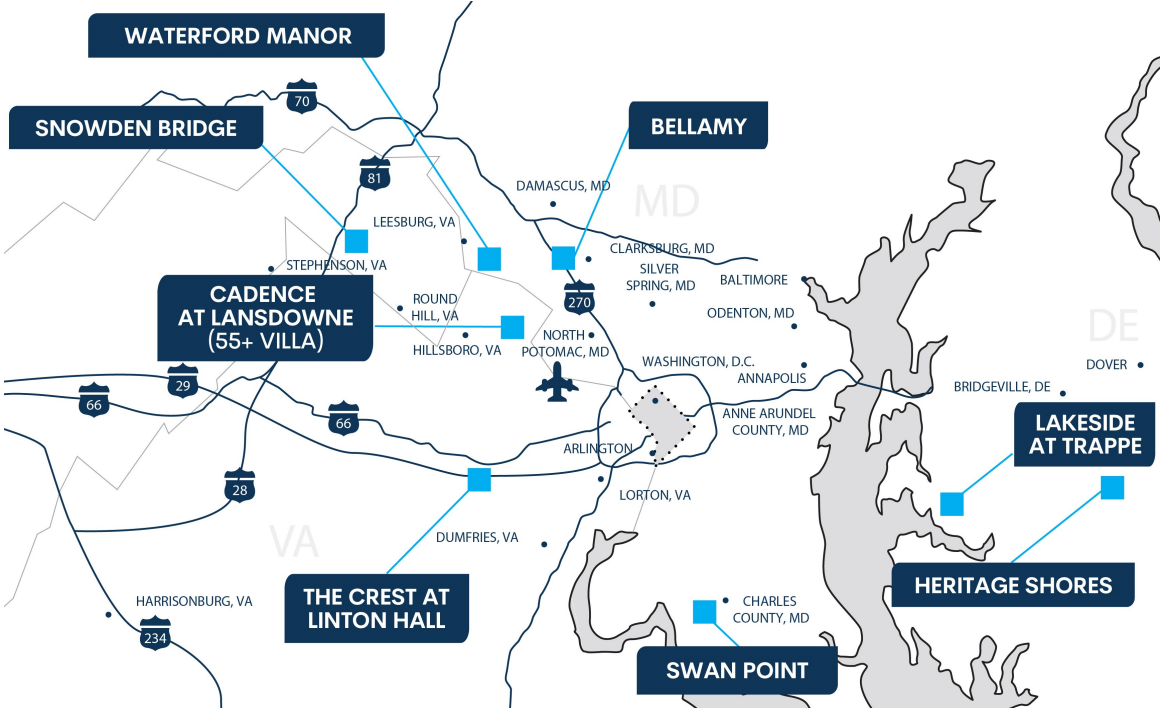 WATERFORD MANOR
70
SNOWDEN BRIDGE
BELLAMY
81
DAMASCUS, MD
MD
LEESBURG, VA
CLARKSBURG, MD
STEPHENSON, VA
SILVER
SPRING, MD
BALTIMORE
CADENCE
AT LANSDOWNE
(55+ VILLA)
ROUND
HILL, VA
270
ODENTON, MD
HILLSBORO, VA
NORTH
POTOMAC, MD
DE
WASHINGTON, D.C.
DOVER
ANNAPOLIS
29
66
BRIDGEVILLE, DE
66
ANNE ARUNDEL
COUNTY, MD
LAKESIDE
AT TRAPPE
ARLINGTON
28
LORTON, VA
VA
DUMFRIES, VA
HERITAGE SHORES
THE CREST AT
LINTON HALL
HARRISONBURG, VA
CHARLES
COUNTY, MD
234
SWAN POINT